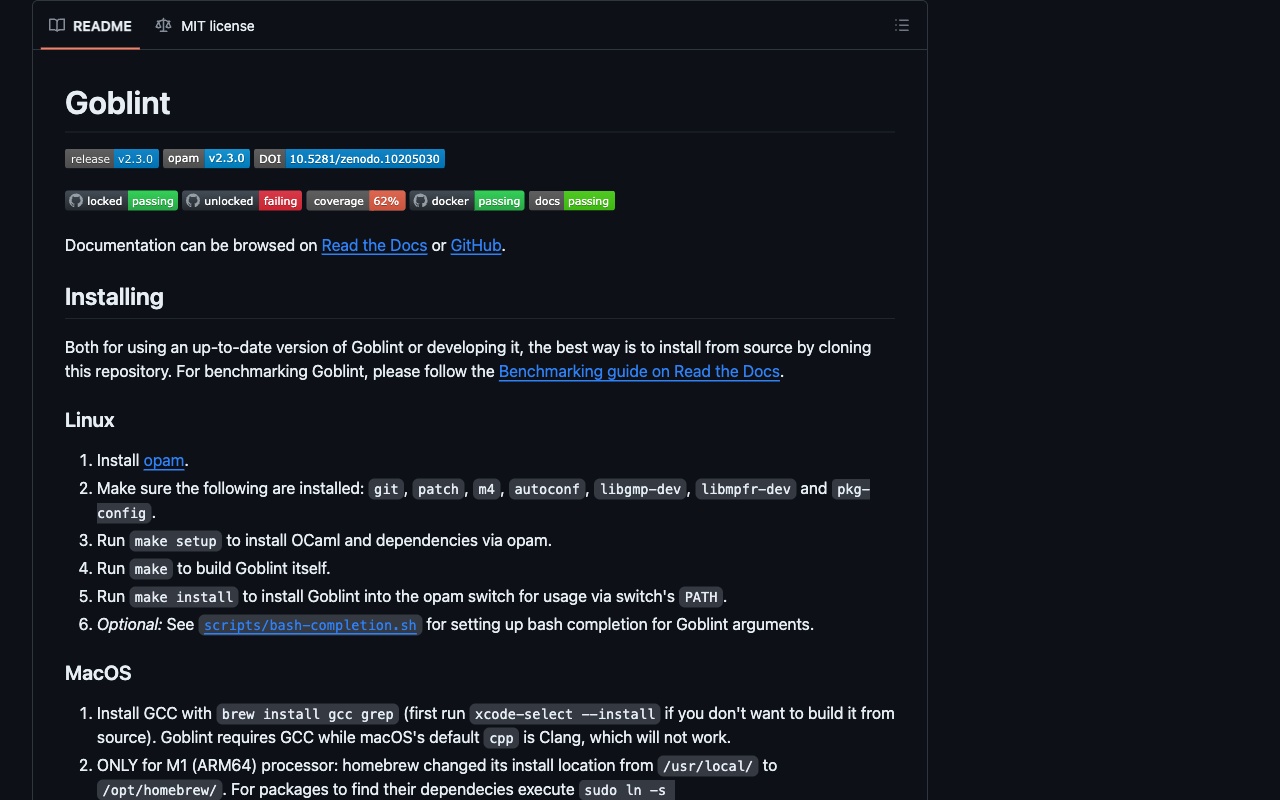 README MIT license
Goblint
release v2.3.0 opam v2.3.0 DOI 10.5281/zenodo.10205030
locked passing unlocked failing coverage 62% docker passing docs passing
Documentation can be browsed on Read the Docs or GitHub.
Installing
Both for using an up-to-date version of Goblint or developing it, the best way is to install from source by cloning
this repository. For benchmarking Goblint, please follow the Benchmarking guide on Read the Docs.
Linux
1. Install opam.
2. Make sure the following are installed: git, patch, m4, autoconf, libgmp-dev, libmpfr-dev and pkg-
config.
3. Run make setup to install OCaml and dependencies via opam.
4. Run make to build Goblint itself.
5. Run make install to install Goblint into the opam switch for usage via switch's PATH.
6. Optional: See scripts/bash-completion.sh for setting up bash completion for Goblint arguments.
MacOS
1. Install GCC with brew install gcc grep (first run xcode-select --install if you don't want to build it from
source). Goblint requires GCC while macOS's default cpp is Clang, which will not work.
2. ONLY for M1 (ARM64) processor: homebrew changed its install location from /usr/local/ to
/opt/homebrew/. For packages to find their dependecies execute sudo ln -s